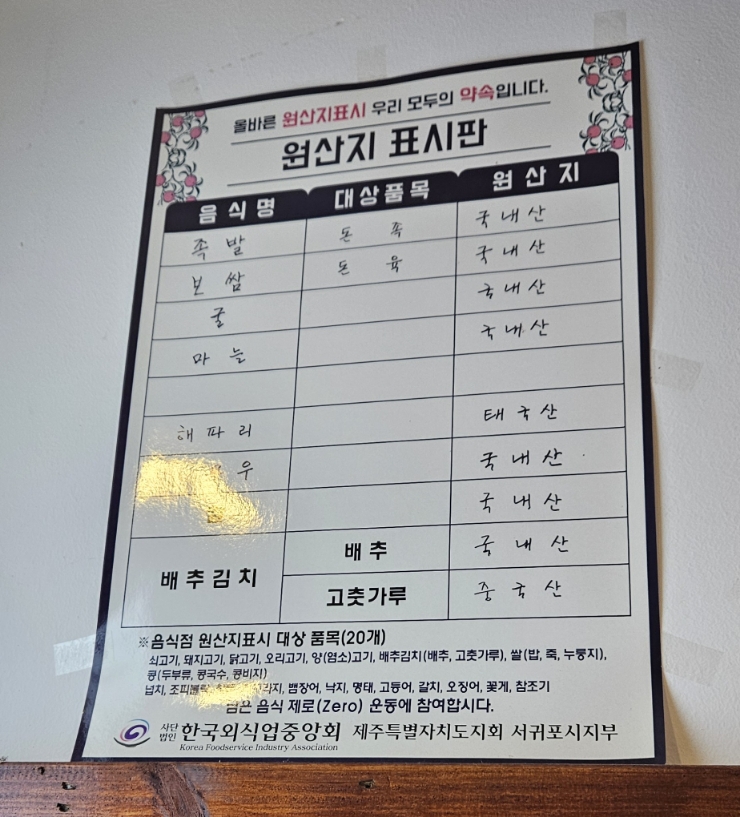 올바른 원산지표시 우리 모두의 약속입니다.
원산지 표시판
음식명 대상품목 원산지
족발 돈족 국내산
보쌈 돈육 국내산
굴 국내산
마늘 국내산
해파리 태국산
우 국내산
국내산
배추김치 배추 국내산
고춧가루 중국산
※음식점 원산지표시 대상 품목(20개)
쇠고기, 돼지고기, 닭고기, 오리고기, 양(염소)고기, 배추김치(배추, 고춧가루), 쌀(밥, 죽, 누룽지),
콩(두부류, 콩국수, 콩비지)
넙치, 뱀장어, 낙지, 명태, 고등어, 갈치, 오징어, 꽃게, 참조기
남은 음식 제로(Zero) 운동에 참여합시다.
사단법인 한국외식업중앙회 제주특별자치도지회 서귀포시지부
Korea Foodservice Industry Association